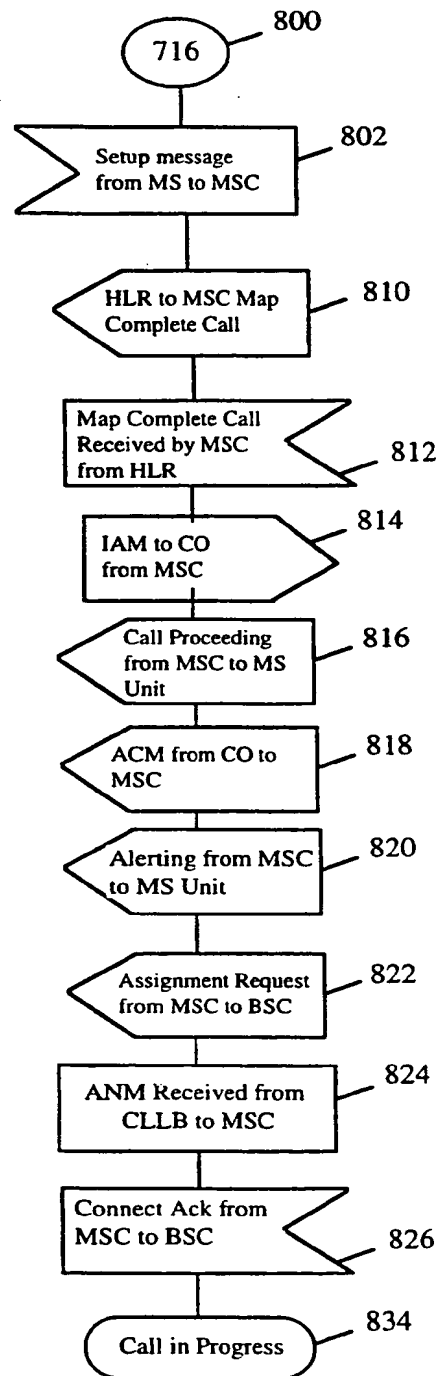 800
716
802
Setup message
from MS to MSC
810
HLR to MSC Map
Complete Call
Map Complete Call
Received by MSC
from HLR
812
814
IAM to CO
from MSC
816
Call Proceeding
from MSC to MS
Unit
818
ACM from CO to
MSC
820
Alerting from MSC
to MS Unit
822
Assignment Request
from MSC to BSC
824
ANM Received from
CLLB to MSC
Connect Ack from
MSC to BSC
826
834
Call in Progress